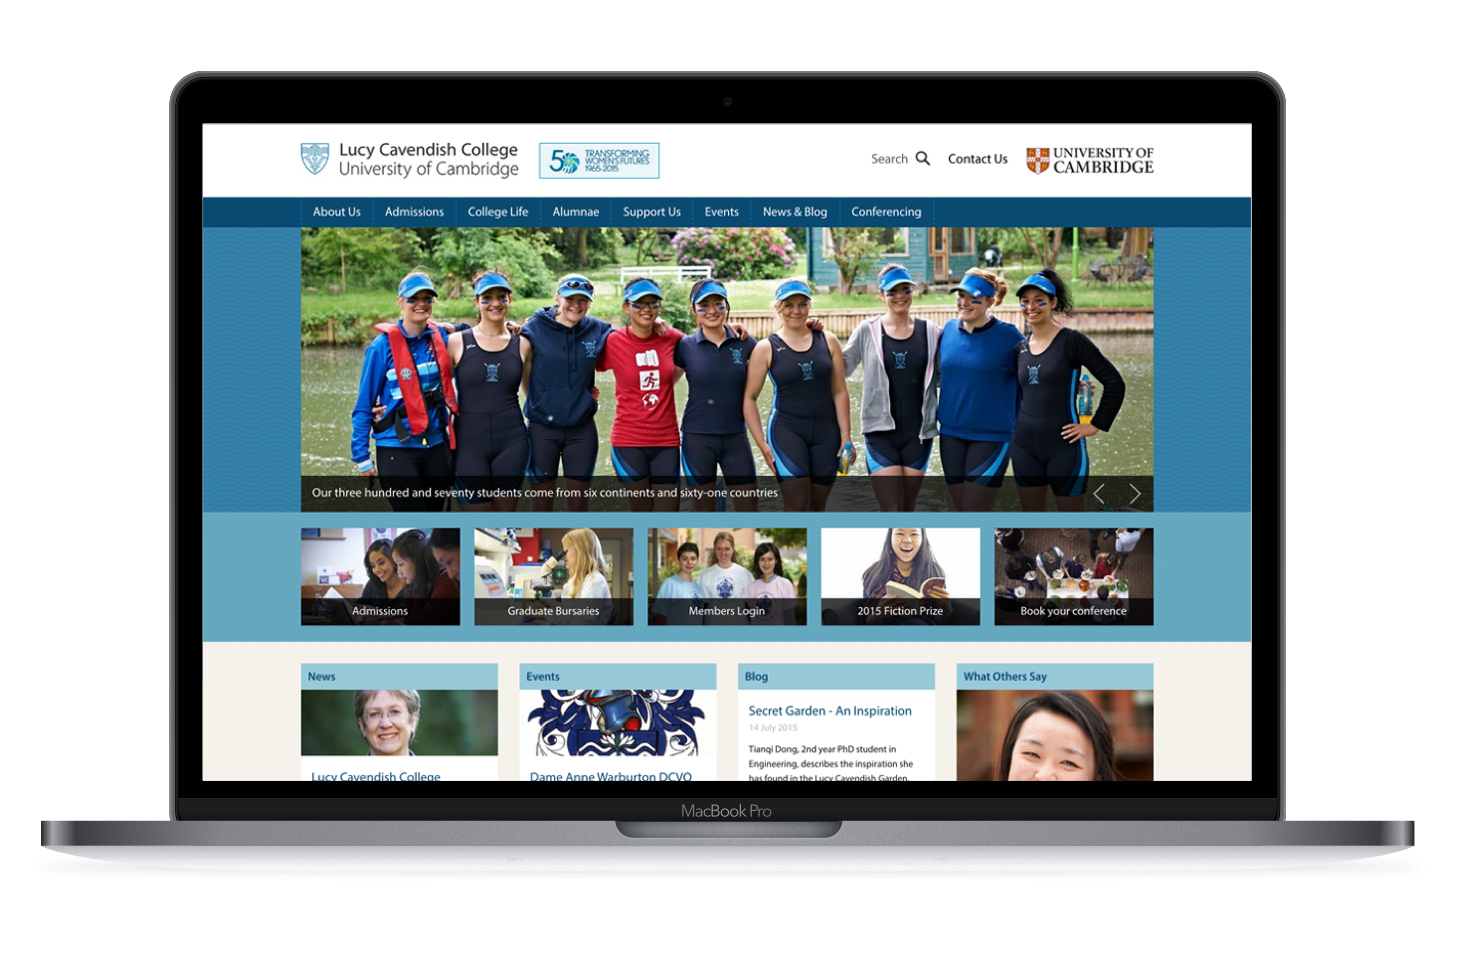 Lucy Cavendish College
University of Cambridge
50 TRANSFORMING
WOMEN'S FUTURES
1965-2015
Search
Contact Us
UNIVERSITY OF
CAMBRIDGE
About Us
Admissions
College Life
Alumnae
Support Us
Events
News & Blog
Conferencing
Our three hundred and seventy students come from six continents and sixty-one countries
Admissions
Graduate Bursaries
Members Login
2015 Fiction Prize
Book your conference
News
Lucy Cavendish College
Events
Dame Anne Warburton DCVO
Blog
Secret Garden - An Inspiration
14 July 2015
Tianqi Dong, 2nd year PhD student in
Engineering, describes the inspiration she
has found in the Lucy Cavendish Garden.
What Others Say
MacBook Pro